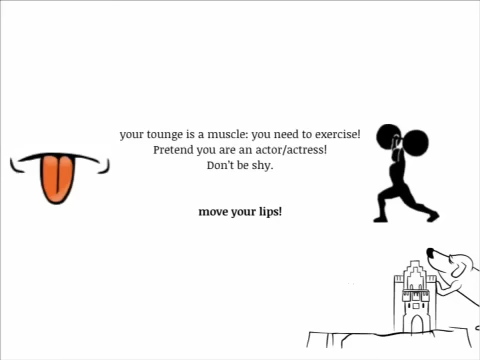 your tounge is a muscle: you need to exercise!
Pretend you are an actor/actress!
Don't be shy.
move your lips!